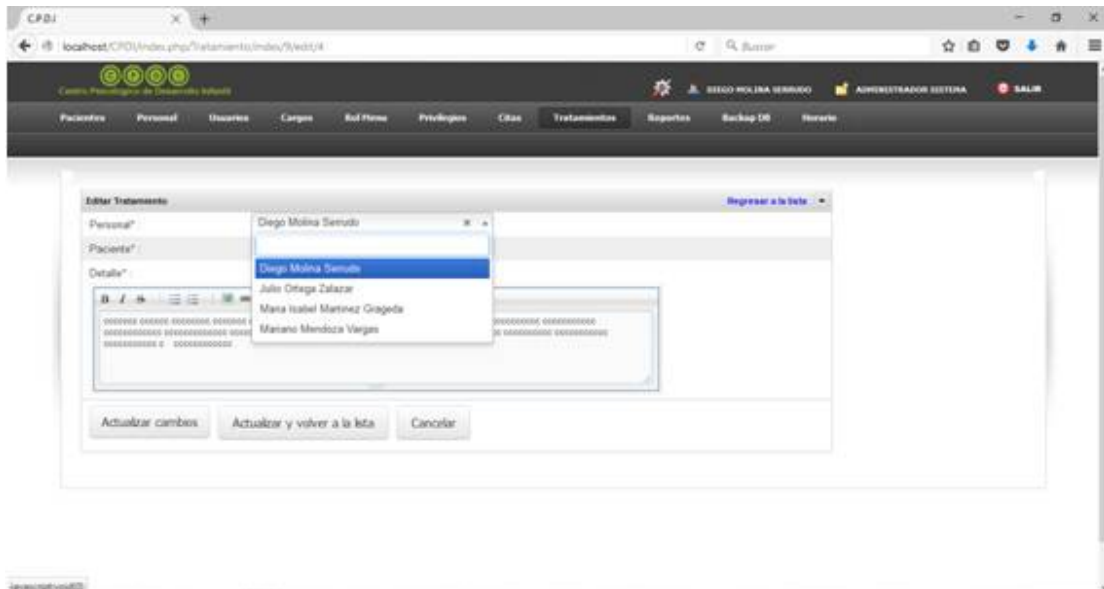 CPDI
localhost/CPDI/index.php/Tratamiento/index/9/edit/4
Buscar
Centro Psicológico de Desarrollo Infantil
DIEGO MOLINA SERRUDO
ADMINISTRADOR SISTEMA
SALIR
Pacientes Personal Usuarios Cargos Rol Menu Privilegios Citas Tratamientos Reportes Backup DB Horario
Editar Tratamiento
Regresar a la lista
Personal* :
Diego Molina Serrudo
Paciente* :
Diego Molina Serrudo
Detalle* :
Julio Ortega Zalazar
Maria Isabel Martinez Grageda
Mariano Mendoza Vargas
B I S
Actualizar cambios
Actualizar y volver a la lista
Cancelar